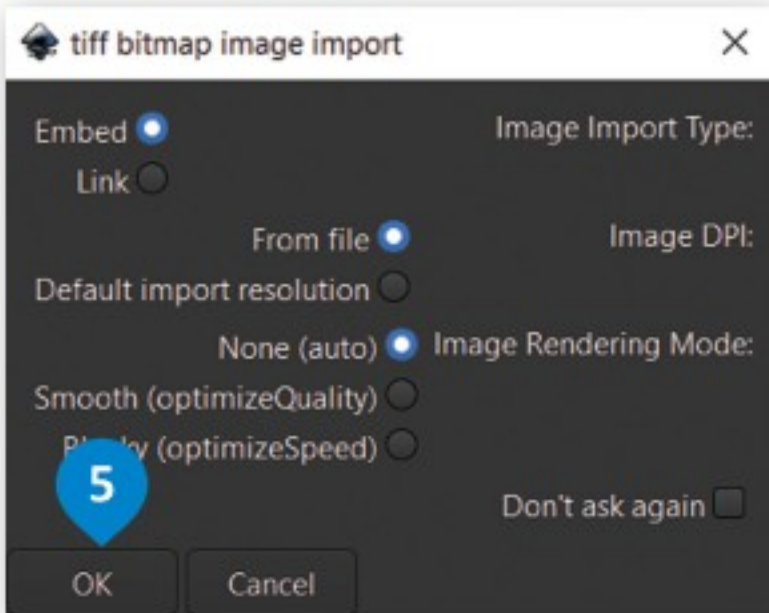 tiff bitmap image import
Embed Image Import Type:
Link
From file Image DPI:
Default import resolution
None (auto) Image Rendering Mode:
Smooth (optimizeQuality)
(optimizeSpeed)
5
Don't ask again
OK Cancel